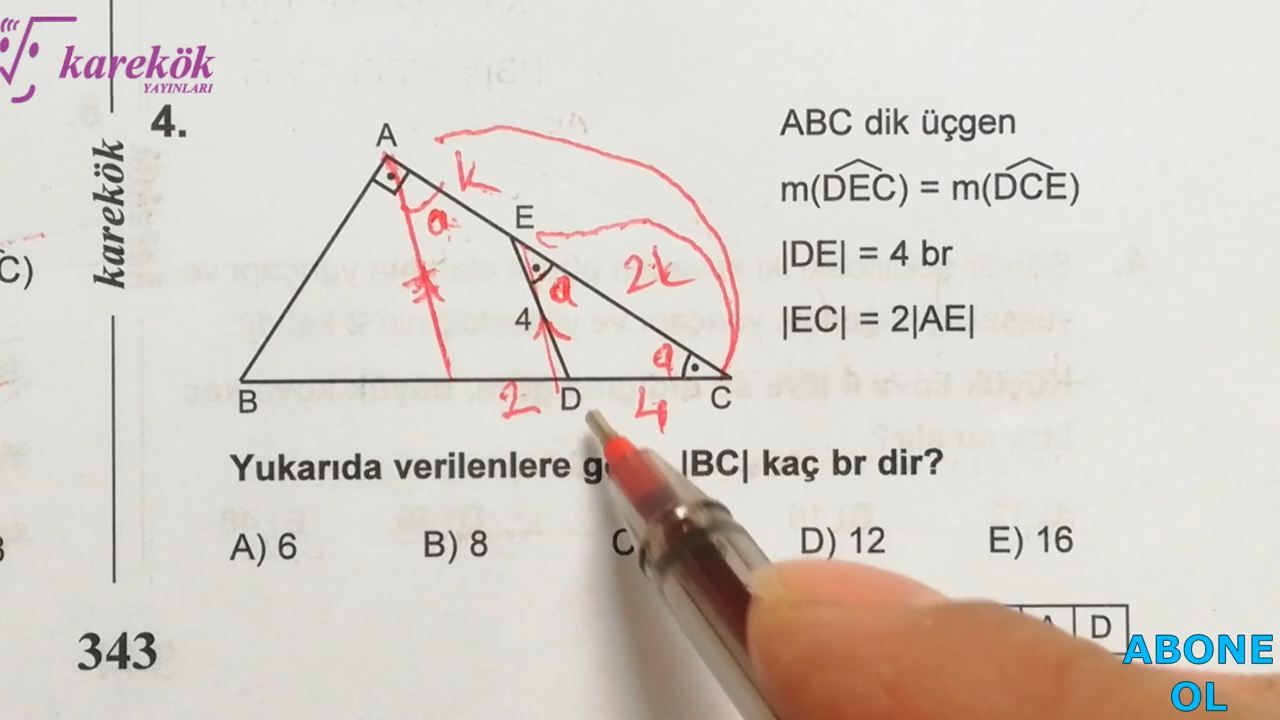 karekök
YAYINLARI
karekök
C)
4.
A
K
a
E
2k
4
a
a
B
2
D
4
C
ABC dik üçgen
m(DEC) = m(DCE)
|DE| = 4 br
|EC| = 2|AE|
Yukarıda verilenlere |BC| kaç br dir?
A) 6 B) 8 C D) 12 E) 16
343
A D
ABONE
OL